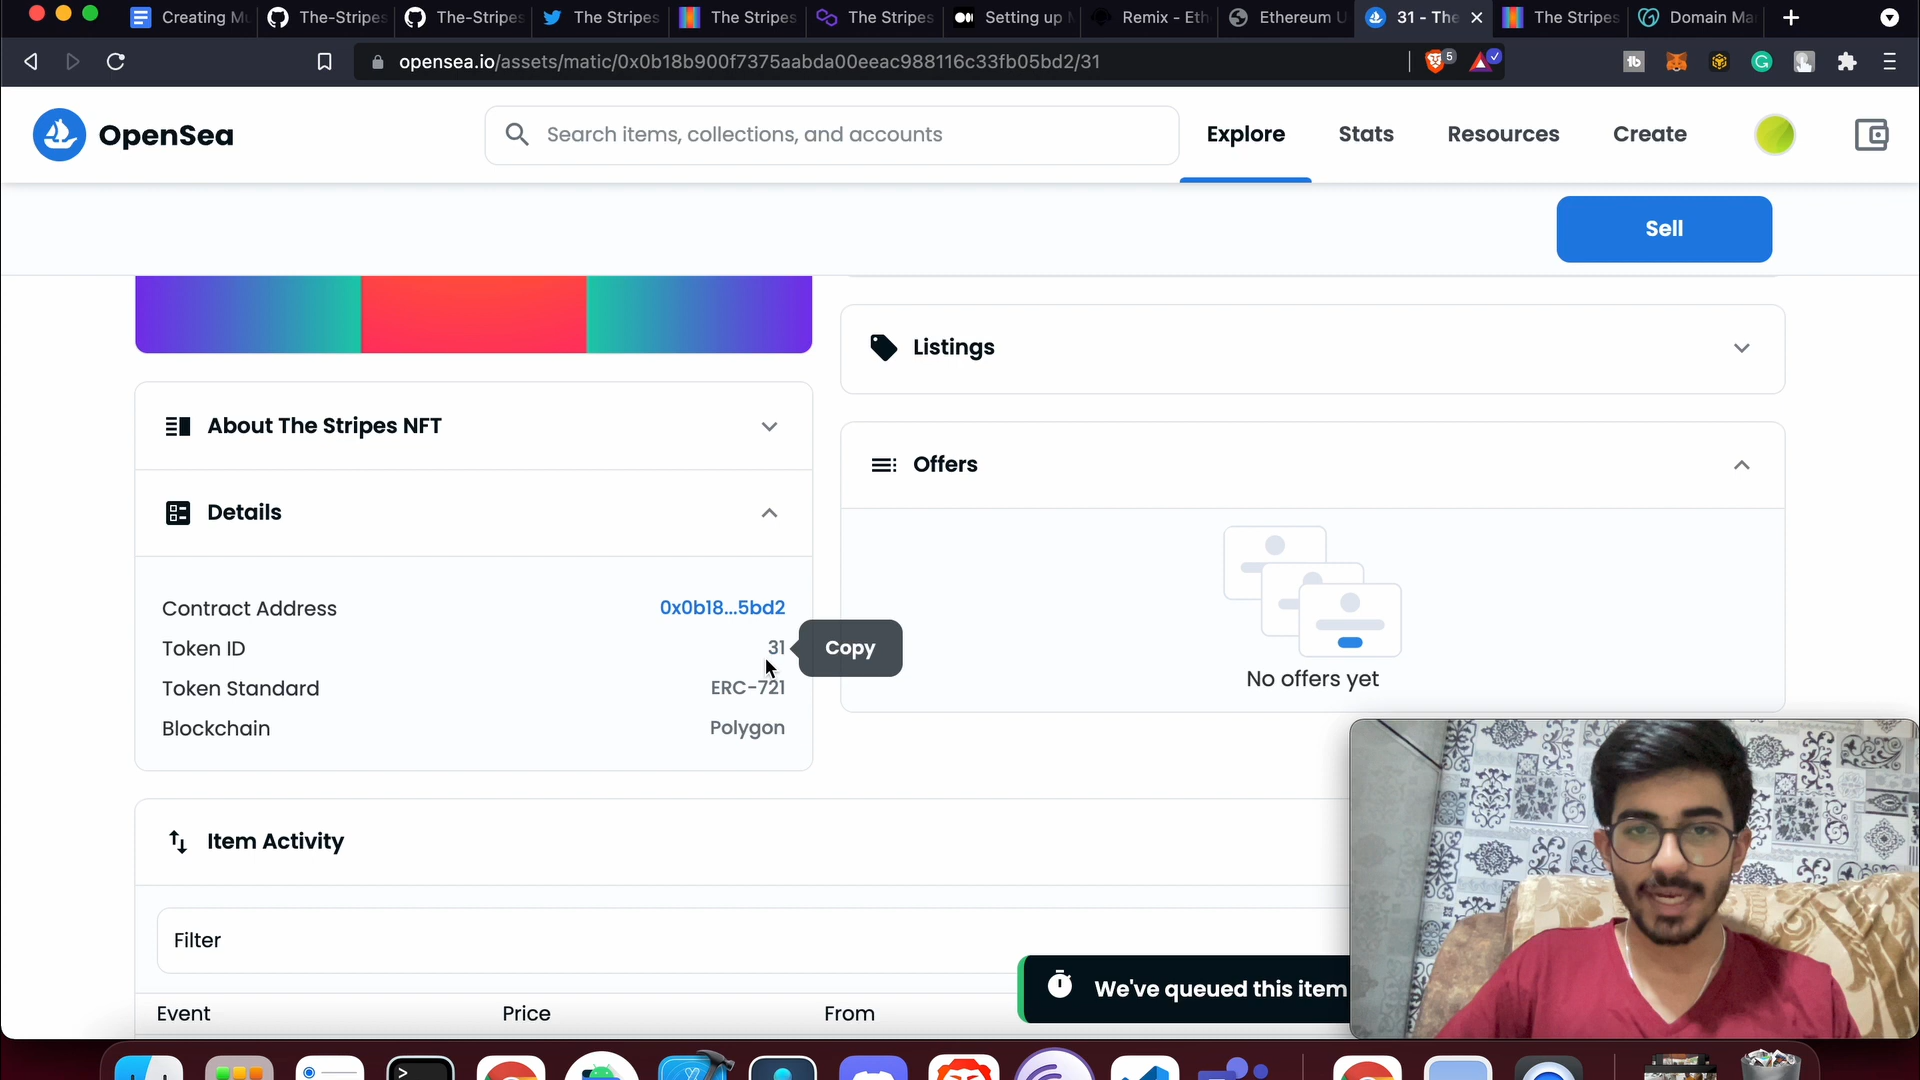 Creating Mu
The-Stripes
The-Stripes
The Stripes
The Stripes
The Stripes
Setting up
Remix - Eth
Ethereum U
31 - The
The Stripes
Domain Ma
opensea.io/assets/matic/0x0b18b900f7375aabda00eeac988116c33fb05bd2/31
5
OpenSea
Search items, collections, and accounts
Explore
Stats
Resources
Create
Sell
Listings
About The Stripes NFT
Offers
Details
Contract Address 0x0b18...5bd2
Token ID 31
Copy
Token Standard ERC-721
Blockchain Polygon
No offers yet
Item Activity
Filter
We've queued this item
Event Price From